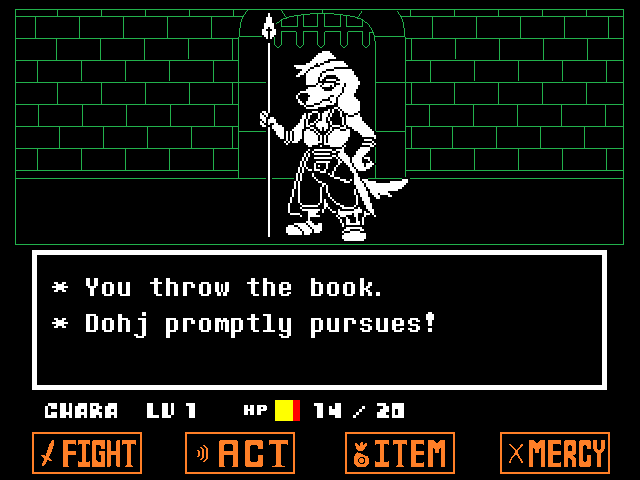 * You throw the book.
* Dohj promptly pursues!
CHARA LV 1 HP 14 / 20
FIGHT ACT ITEM MERCY